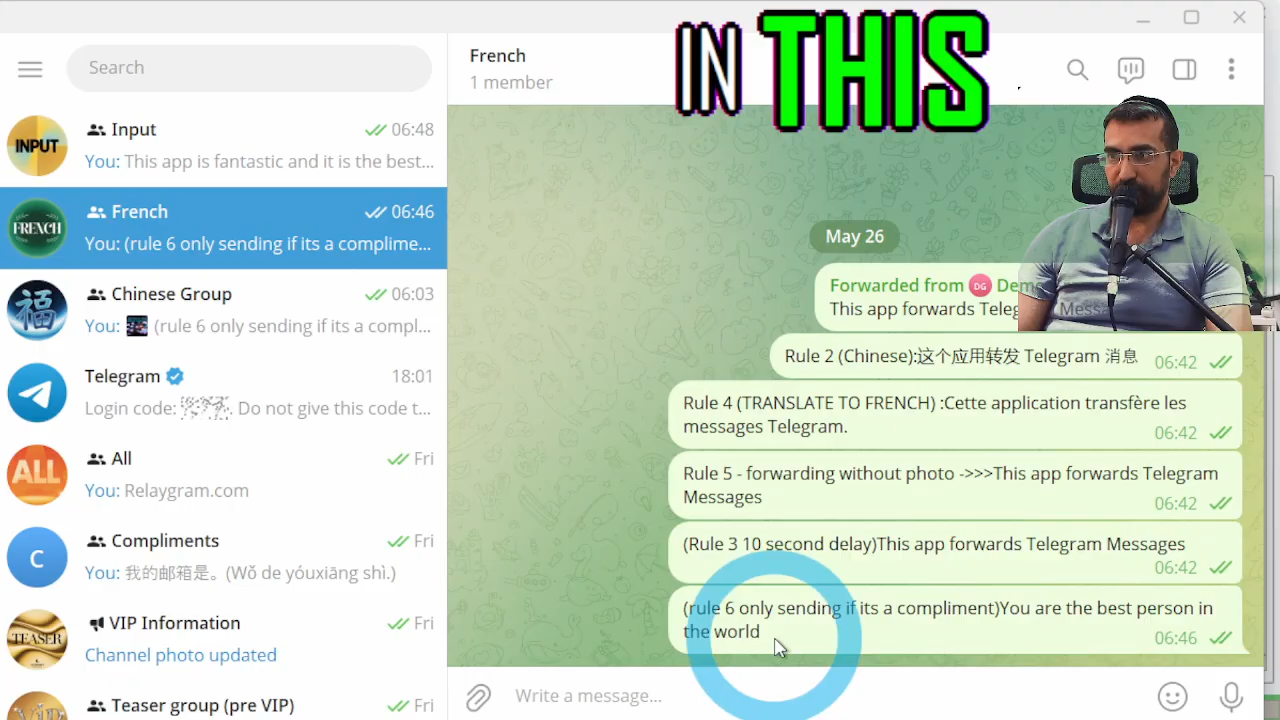 IN THIS
Search
INPUT
Input
06:48
You: This app is fantastic and it is the best...
FRENCH
French
06:46
You: (rule 6 only sending if its a complime...
福
Chinese Group
06:03
You: (rule 6 only sending if its a compl...
Telegram
18:01
Login code: . Do not give this code t...
ALL
All
Fri
You: Relaygram.com
C
Compliments
Fri
You: 我的邮箱是。(Wǒ de yóuxiāng shì.)
TEASER
VIP Information
Fri
Channel photo updated
VIP
Teaser group (pre VIP)
Fri
French
1 member
May 26
Forwarded from DG
This app forwards
Rule 2 (Chinese):这个应用转发 Telegram 消息
06:42
Rule 4 (TRANSLATE TO FRENCH) :Cette application transfère les
messages Telegram.
06:42
Rule 5 - forwarding without photo ->>>This app forwards Telegram
Messages
06:42
(Rule 3 10 second delay)This app forwards Telegram Messages
06:42
(rule 6 only sending if its a compliment)You are the best person in
the world
06:46
Write a message...